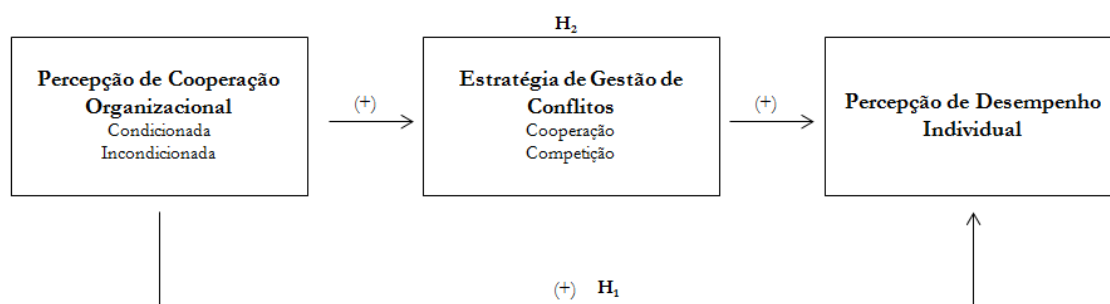 H₂
Percepção de Cooperação
Organizacional
Condicionada
Incondicionada
(+)
Estratégia de Gestão de
Conflitos
Cooperação
Competição
(+)
Percepção de Desempenho
Individual
(+) H₁